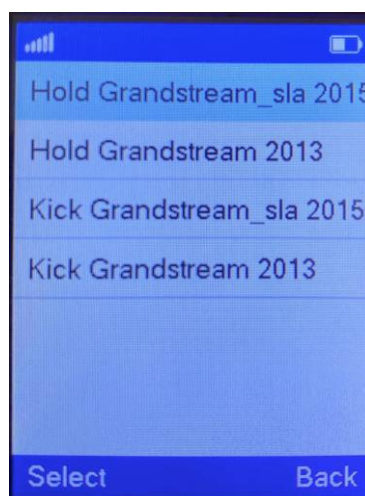 Hold Grandstream_sla 2015
Hold Grandstream 2013
Kick Grandstream_sla 2015
Kick Grandstream 2013
Select Back